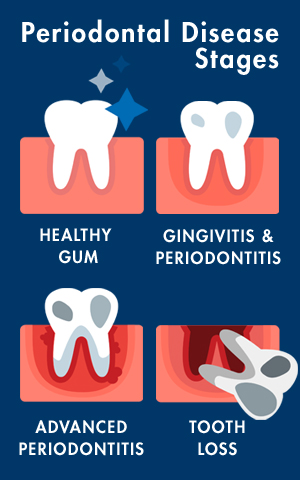 Periodontal Disease
Stages
HEALTHY
GUM
GINGIVITIS &
PERIODONTITIS
ADVANCED
PERIODONTITIS
TOOTH
LOSS